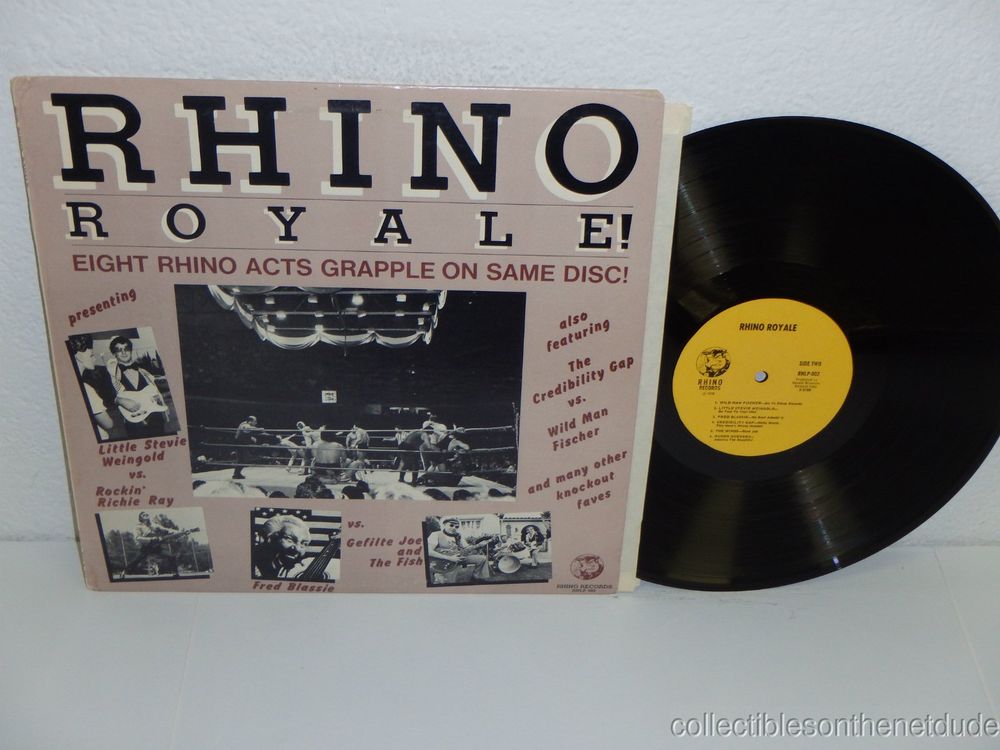 RHINO
ROYALE!
EIGHT RHINO ACTS GRAPPLE ON SAME DISC!
presenting
Little Stevie
Weingold
vs.
Rockin'
Richie Ray
Fred Blassie
vs.
Gefilte Joe
and
The Fish
also
featuring
The
Credibility Gap
vs.
Wild Man
Fischer
and many other
knockout
faves
RHINO RECORDS
RHINO ROYALE
RHINO
RECORDS
SIDE TWO
RNLP-002
collectiblesonthenetdude